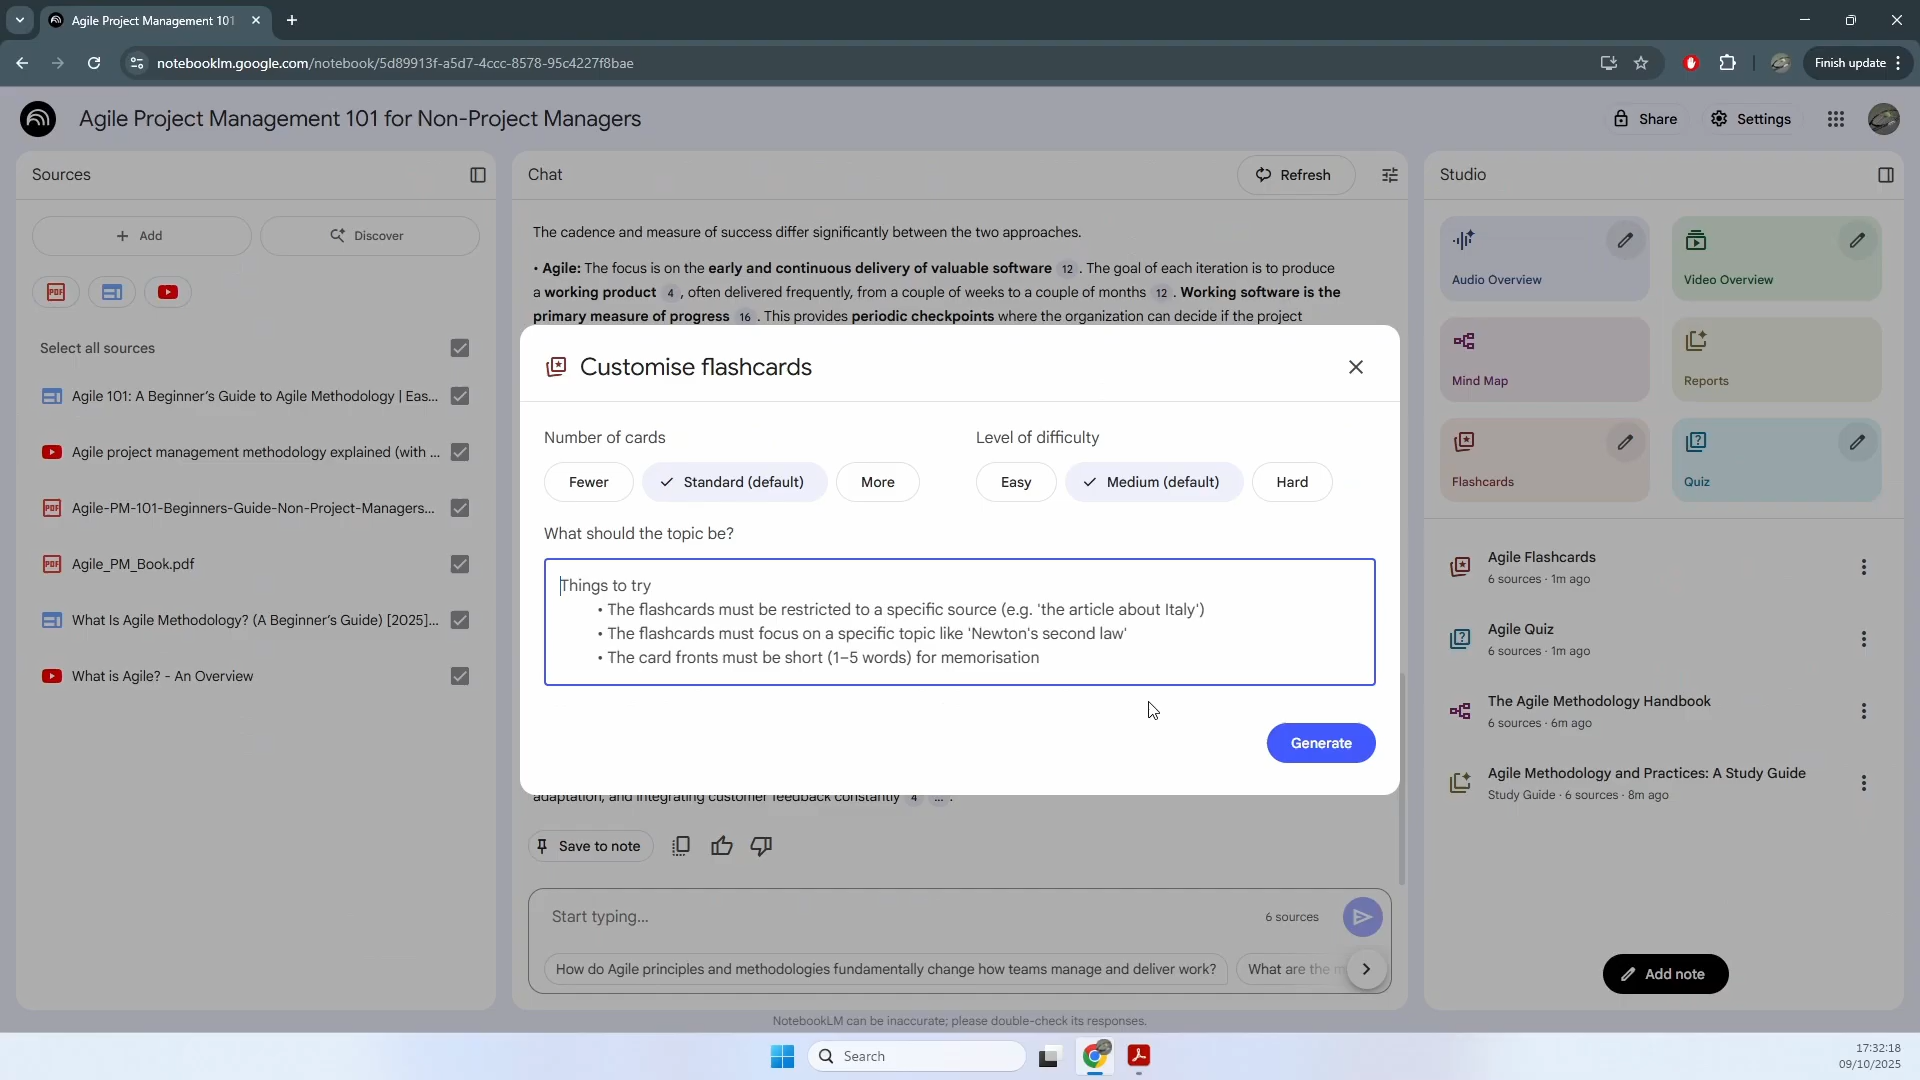 Agile Project Management 101
notebooklm.google.com/notebook/5d89913f-a5d7-4ccc-8578-95c4227f8bae
Finish update
Agile Project Management 101 for Non-Project Managers
Share
Settings
Sources
Add
Discover
PDF
Select all sources
Agile 101: A Beginner's Guide to Agile Methodology | Eas...
Agile project management methodology explained (with ...
PDF
Agile-PM-101-Beginners-Guide-Non-Project-Managers...
PDF
Agile_PM_Book.pdf
What Is Agile Methodology? (A Beginner's Guide) [2025]...
What is Agile? - An Overview
Chat
Refresh
The cadence and measure of success differ significantly between the two approaches.
• Agile: The focus is on the early and continuous delivery of valuable software 12 . The goal of each iteration is to produce
a working product 4 , often delivered frequently, from a couple of weeks to a couple of months 12 . Working software is the
primary measure of progress 16 . This provides periodic checkpoints where the organization can decide if the project
Customise flashcards
Number of cards
Fewer
Standard (default)
More
Level of difficulty
Easy
Medium (default)
Hard
What should the topic be?
Things to try
• The flashcards must be restricted to a specific source (e.g. 'the article about Italy')
• The flashcards must focus on a specific topic like 'Newton's second law'
• The card fronts must be short (1–5 words) for memorisation
Generate
adaptation, and integrating customer feedback constantly 4 ... .
Save to note
Start typing...
6 sources
How do Agile principles and methodologies fundamentally change how teams manage and deliver work?
What are the
NotebookLM can be inaccurate; please double-check its responses.
Studio
Audio Overview
Video Overview
Mind Map
Reports
Flashcards
Quiz
Agile Flashcards
6 sources · 1m ago
Agile Quiz
6 sources · 1m ago
The Agile Methodology Handbook
6 sources · 6m ago
Agile Methodology and Practices: A Study Guide
Study Guide · 6 sources · 8m ago
Add note
Search
17:32:18
09/10/2025